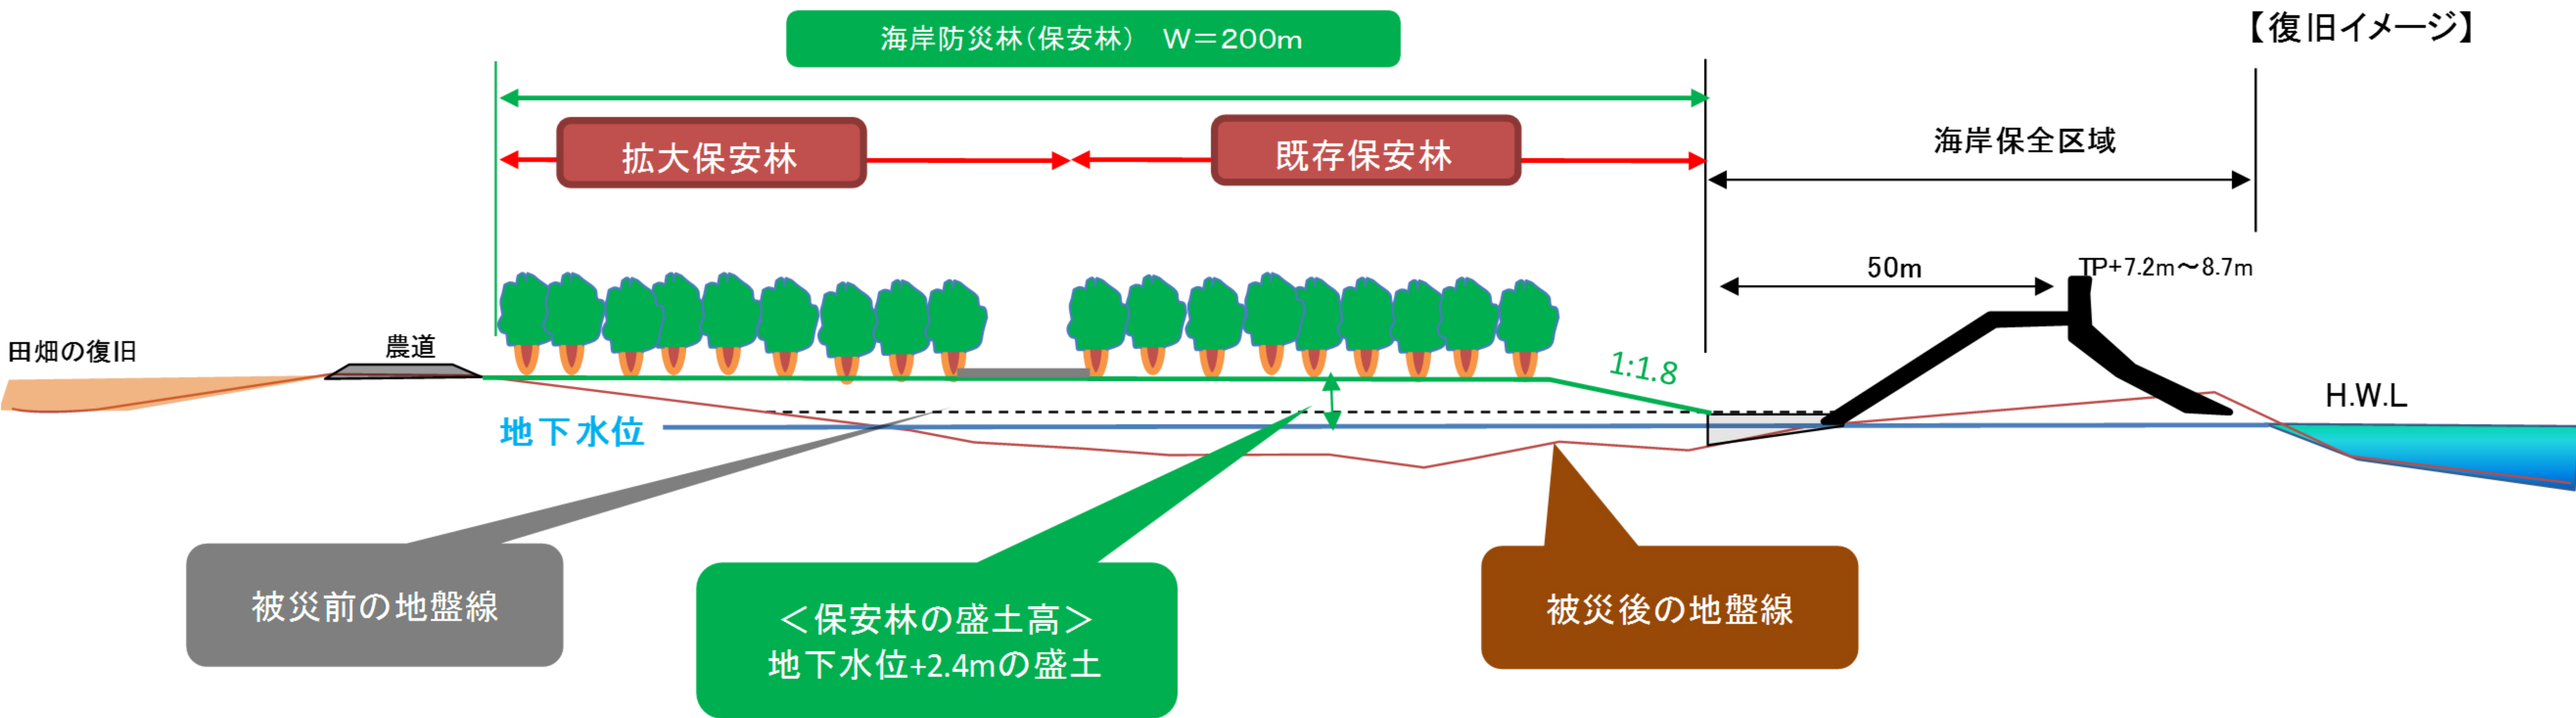 【復旧イメージ】
海岸防災林(保安林)　W=200m
拡大保安林
既存保安林
海岸保全区域
50m
TP+7.2m～8.7m
田畑の復旧
農道
1:1.8
H.W.L
地下水位
被災前の地盤線
＜保安林の盛土高＞
地下水位+2.4mの盛土
被災後の地盤線